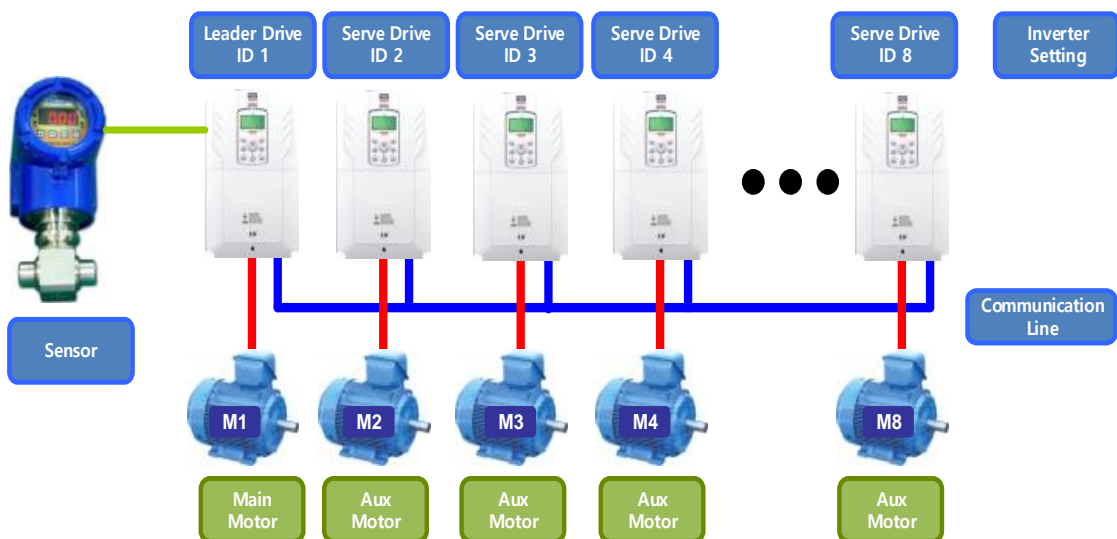 Leader Drive
ID 1
Serve Drive
ID 2
Serve Drive
ID 3
Serve Drive
ID 4
Serve Drive
ID 8
Inverter
Setting
Sensor
Communication
Line
M1
M2
M3
M4
M8
Main
Motor
Aux
Motor
Aux
Motor
Aux
Motor
Aux
Motor